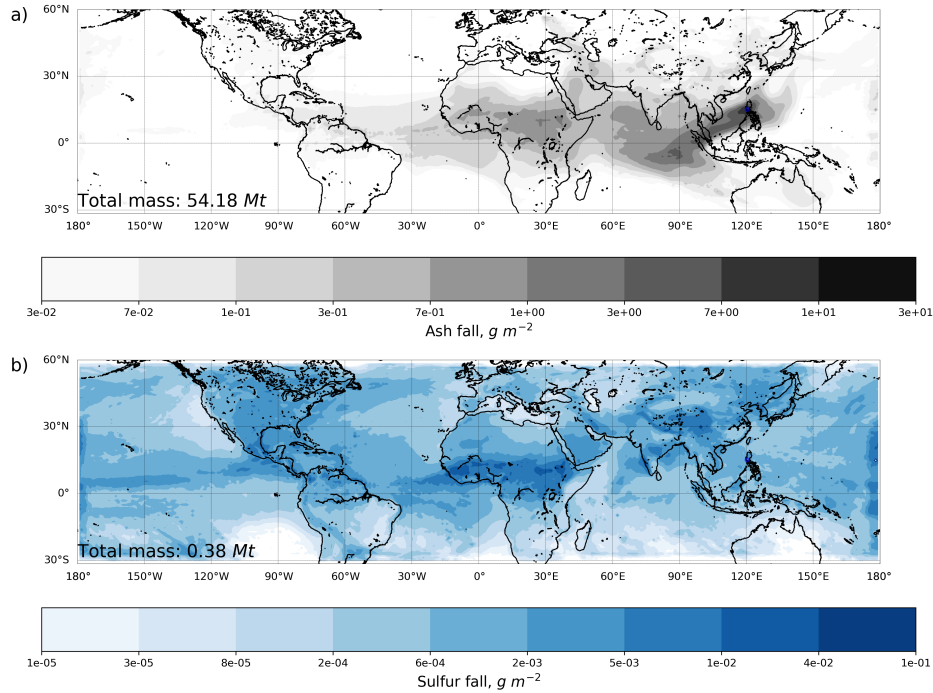 a)
60°N
30°N
0°
30°S
Total mass: 54.18 Mt
180° 150°W 120°W 90°W 60°W 30°W 0° 30°E 60°E 90°E 120°E 150°E 180°
3e-02 7e-02 1e-01 3e-01 7e-01 1e+00 3e+00 7e+00 1e+01 3e+01
Ash fall, g m⁻²
b)
60°N
30°N
0°
30°S
Total mass: 0.38 Mt
180° 150°W 120°W 90°W 60°W 30°W 0° 30°E 60°E 90°E 120°E 150°E 180°
1e-05 3e-05 8e-05 2e-04 6e-04 2e-03 5e-03 1e-02 4e-02 1e-01
Sulfur fall, g m⁻²